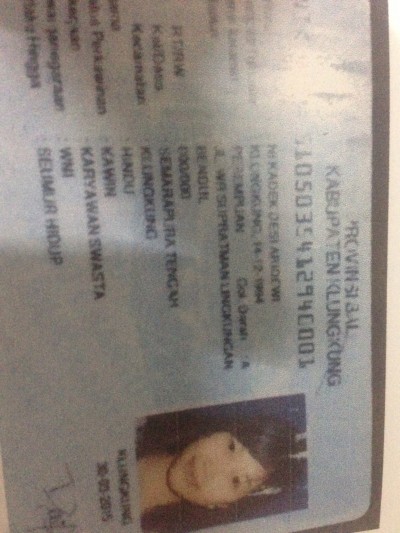 PROVINSI BALI
KABUPATEN KLUNGKUNG
5105035412940001
NI KADEK DESI ARIDEWI
KLUNGKUNG, 14-12-1994
PEREMPUAN Gol. Darah : A
JL. WR SUPRATMAN LINGKUNGAN
BENDUL
RT/RW : 000/000
Kel/Desa : SEMARAPURA TENGAH
Kecamatan : KLUNGKUNG
Agama : HINDU
Status Perkawinan : KAWIN
Pekerjaan : KARYAWAN SWASTA
Kewarganegaraan : WNI
Berlaku Hingga : SEUMUR HIDUP
KLUNGKUNG
30-05-2015